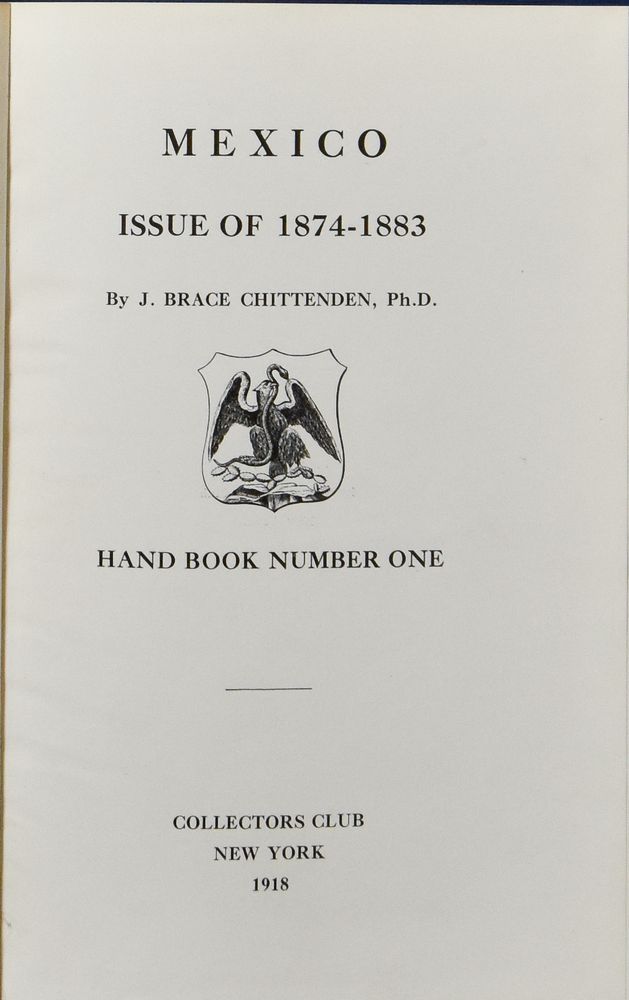 MEXICO
ISSUE OF 1874-1883
By J. BRACE CHITTENDEN, Ph.D.
HAND BOOK NUMBER ONE
COLLECTORS CLUB
NEW YORK
1918